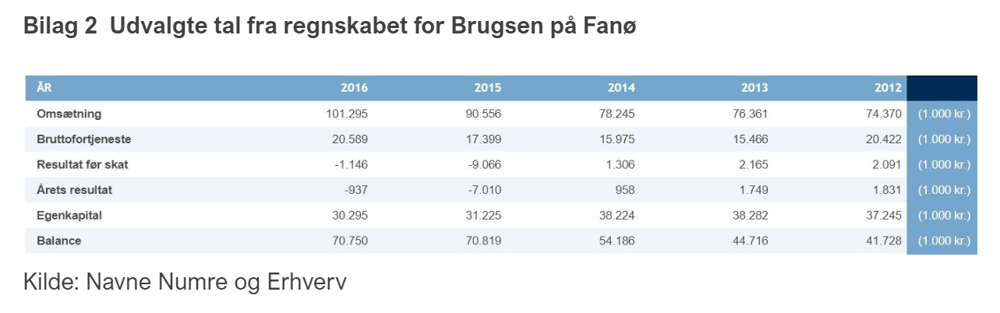 Bilag 2 Udvalgte tal fra regnskabet for Brugsen på Fanø
ÅR 2016 2015 2014 2013 2012
Omsætning 101.295 90.556 78.245 76.361 74.370 (1.000 kr.)
Bruttofortjeneste 20.589 17.399 15.975 15.466 20.422 (1.000 kr.)
Resultat før skat -1.146 -9.066 1.306 2.165 2.091 (1.000 kr.)
Årets resultat -937 -7.010 958 1.749 1.831 (1.000 kr.)
Egenkapital 30.295 31.225 38.224 38.282 37.245 (1.000 kr.)
Balance 70.750 70.819 54.186 44.716 41.728 (1.000 kr.)
Kilde: Navne Numre og Erhverv